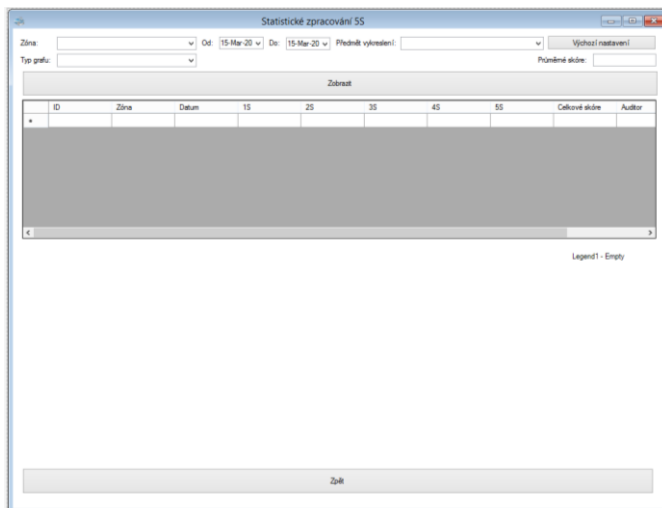 Statistické zpracování 5S
Zóna: Od: 15-Mar-20 Do: 15-Mar-20 Předmět vykreslení: Výchozí nastavení
Typ grafu: Průměrné skóre:
Zobrazit
ID Zóna Datum 1S 2S 3S 4S 5S Celkové skóre Auditor
Legend1 - Empty
Zpět